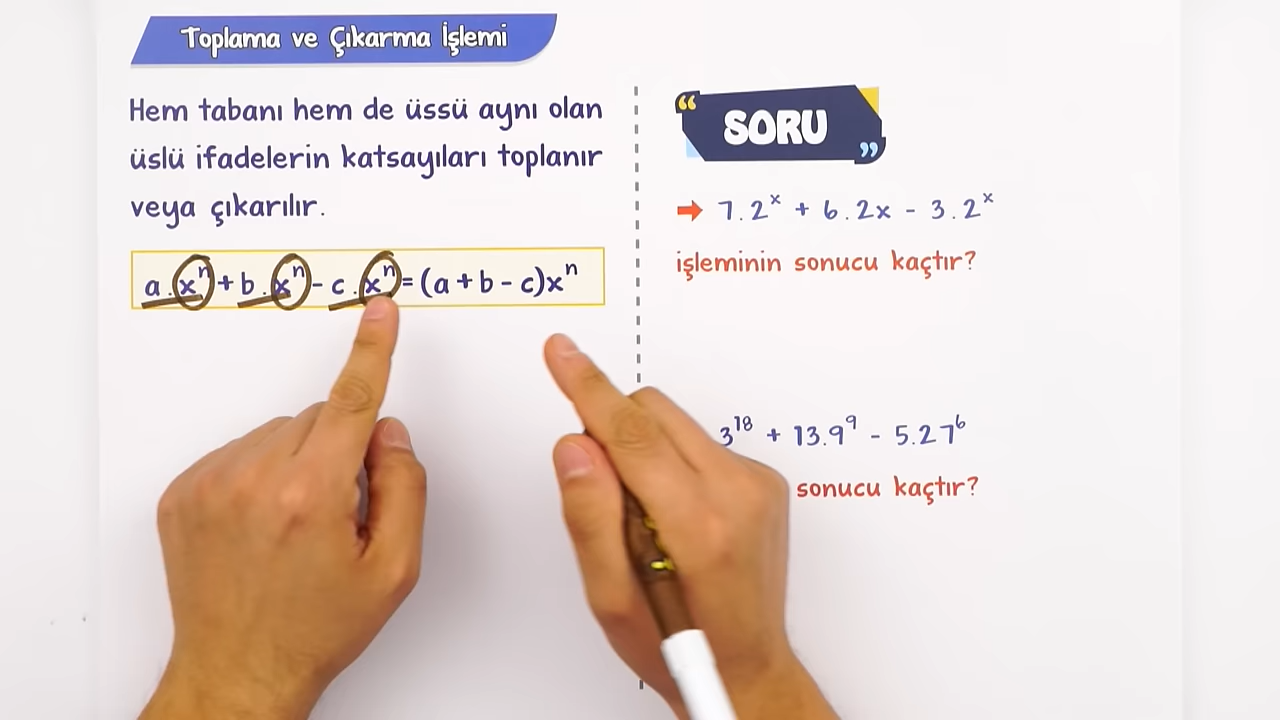 Toplama ve Çıkarma İşlemi
Hem tabanı hem de üssü aynı olan
üslü ifadelerin katsayıları toplanır
veya çıkarılır.
a.xⁿ + b.xⁿ - c.xⁿ = (a + b - c)xⁿ
“ SORU ”
7.2ˣ + 6.2x - 3.2ˣ
işleminin sonucu kaçtır?
3¹⁸ + 13.9⁹ - 5.27⁶
sonucu kaçtır?